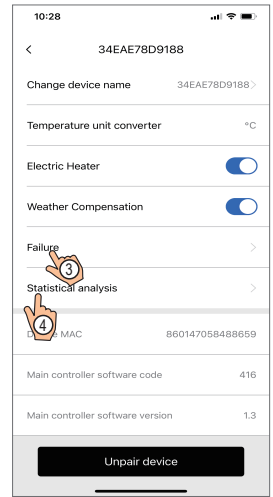 10:28
34EAE78D9188
Change device name 34EAE78D9188
Temperature unit converter °C
Electric Heater
Weather Compensation
Failure
3
Statistical analysis
4
MAC 860147058488659
Main controller software code 416
Main controller software version 1.3
Unpair device